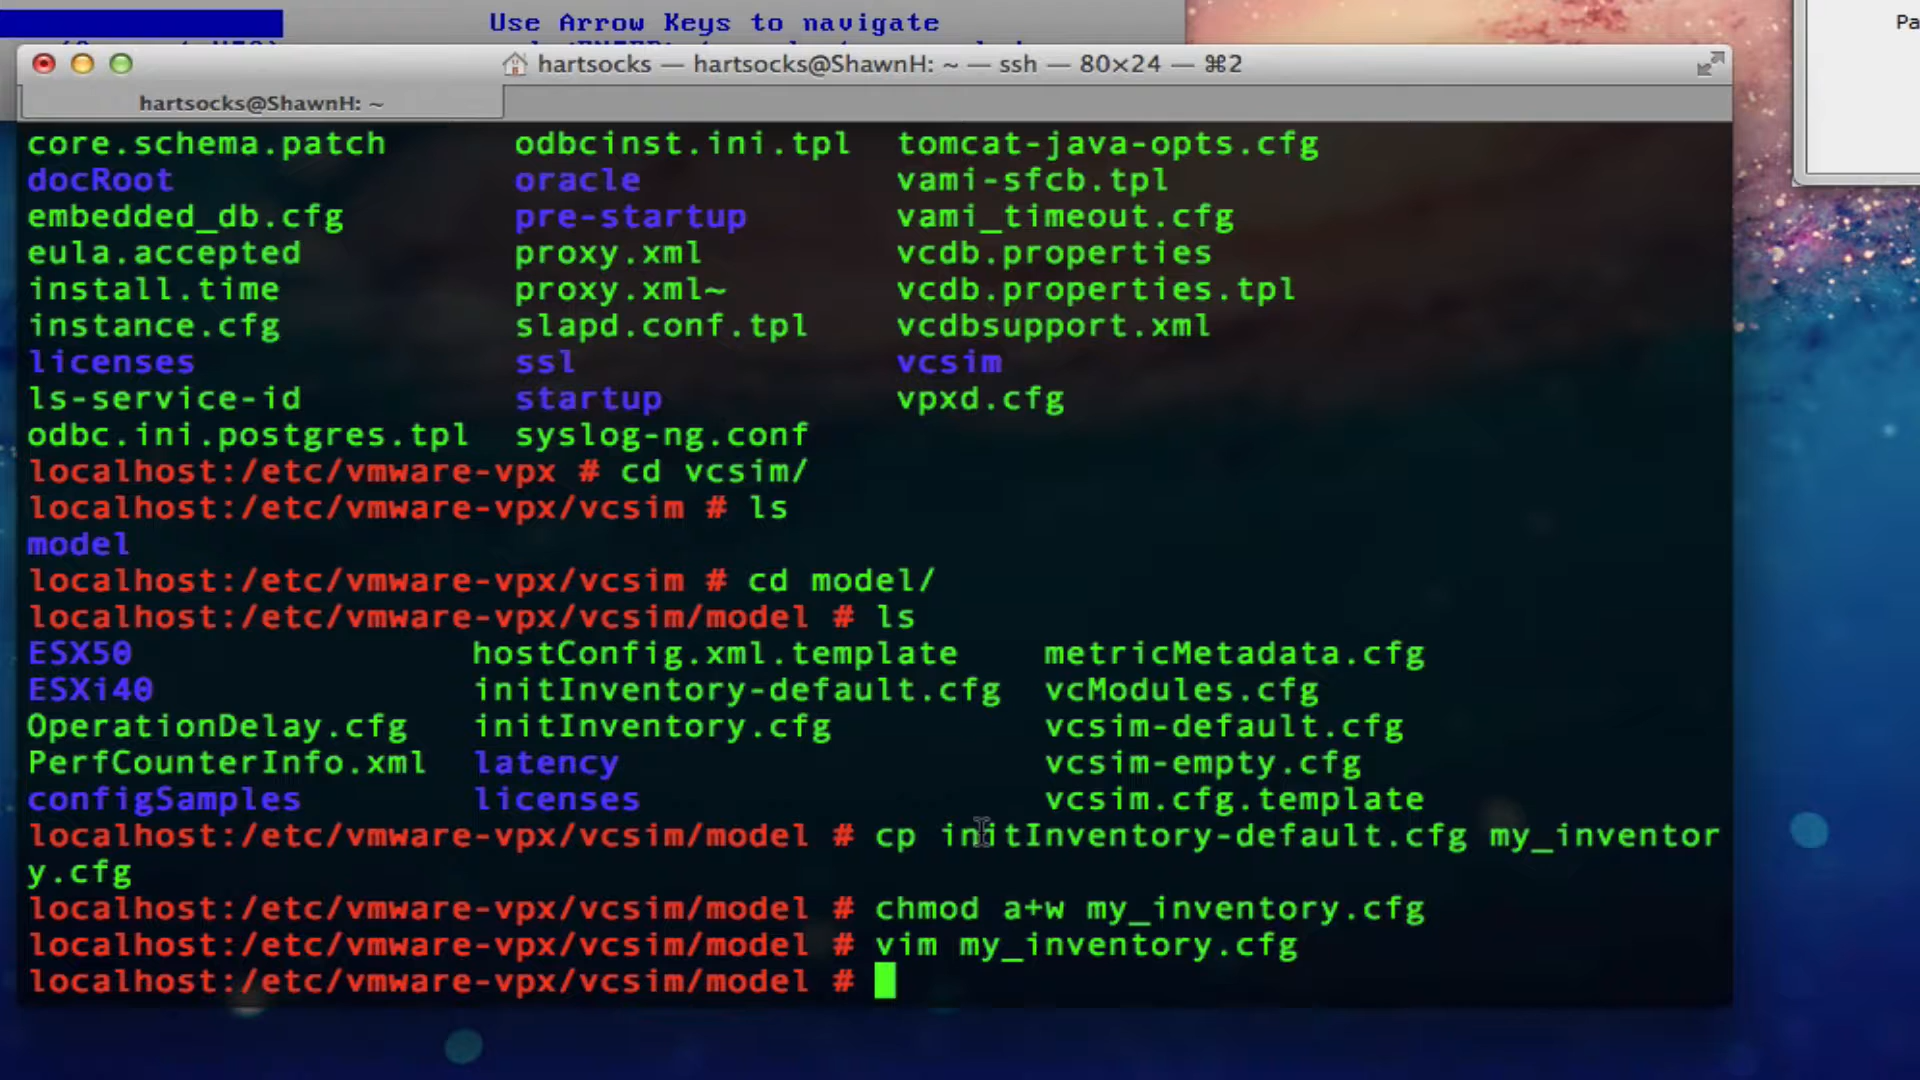 Use Arrow Keys to navigate
Pa
hartsocks — hartsocks@ShawnH: ~ — ssh — 80×24 — ⌘2
hartsocks@ShawnH: ~
core.schema.patch odbcinst.ini.tpl tomcat-java-opts.cfg
docRoot oracle vami-sfcb.tpl
embedded_db.cfg pre-startup vami_timeout.cfg
eula.accepted proxy.xml vcdb.properties
install.time proxy.xml~ vcdb.properties.tpl
instance.cfg slapd.conf.tpl vcdbsupport.xml
licenses ssl vcsim
ls-service-id startup vpxd.cfg
odbc.ini.postgres.tpl syslog-ng.conf
localhost:/etc/vmware-vpx # cd vcsim/
localhost:/etc/vmware-vpx/vcsim # ls
model
localhost:/etc/vmware-vpx/vcsim # cd model/
localhost:/etc/vmware-vpx/vcsim/model # ls
ESX50 hostConfig.xml.template metricMetadata.cfg
ESXi40 initInventory-default.cfg vcModules.cfg
OperationDelay.cfg initInventory.cfg vcsim-default.cfg
PerfCounterInfo.xml latency vcsim-empty.cfg
configSamples licenses vcsim.cfg.template
localhost:/etc/vmware-vpx/vcsim/model # cp initInventory-default.cfg my_inventor
y.cfg
localhost:/etc/vmware-vpx/vcsim/model # chmod a+w my_inventory.cfg
localhost:/etc/vmware-vpx/vcsim/model # vim my_inventory.cfg
localhost:/etc/vmware-vpx/vcsim/model #